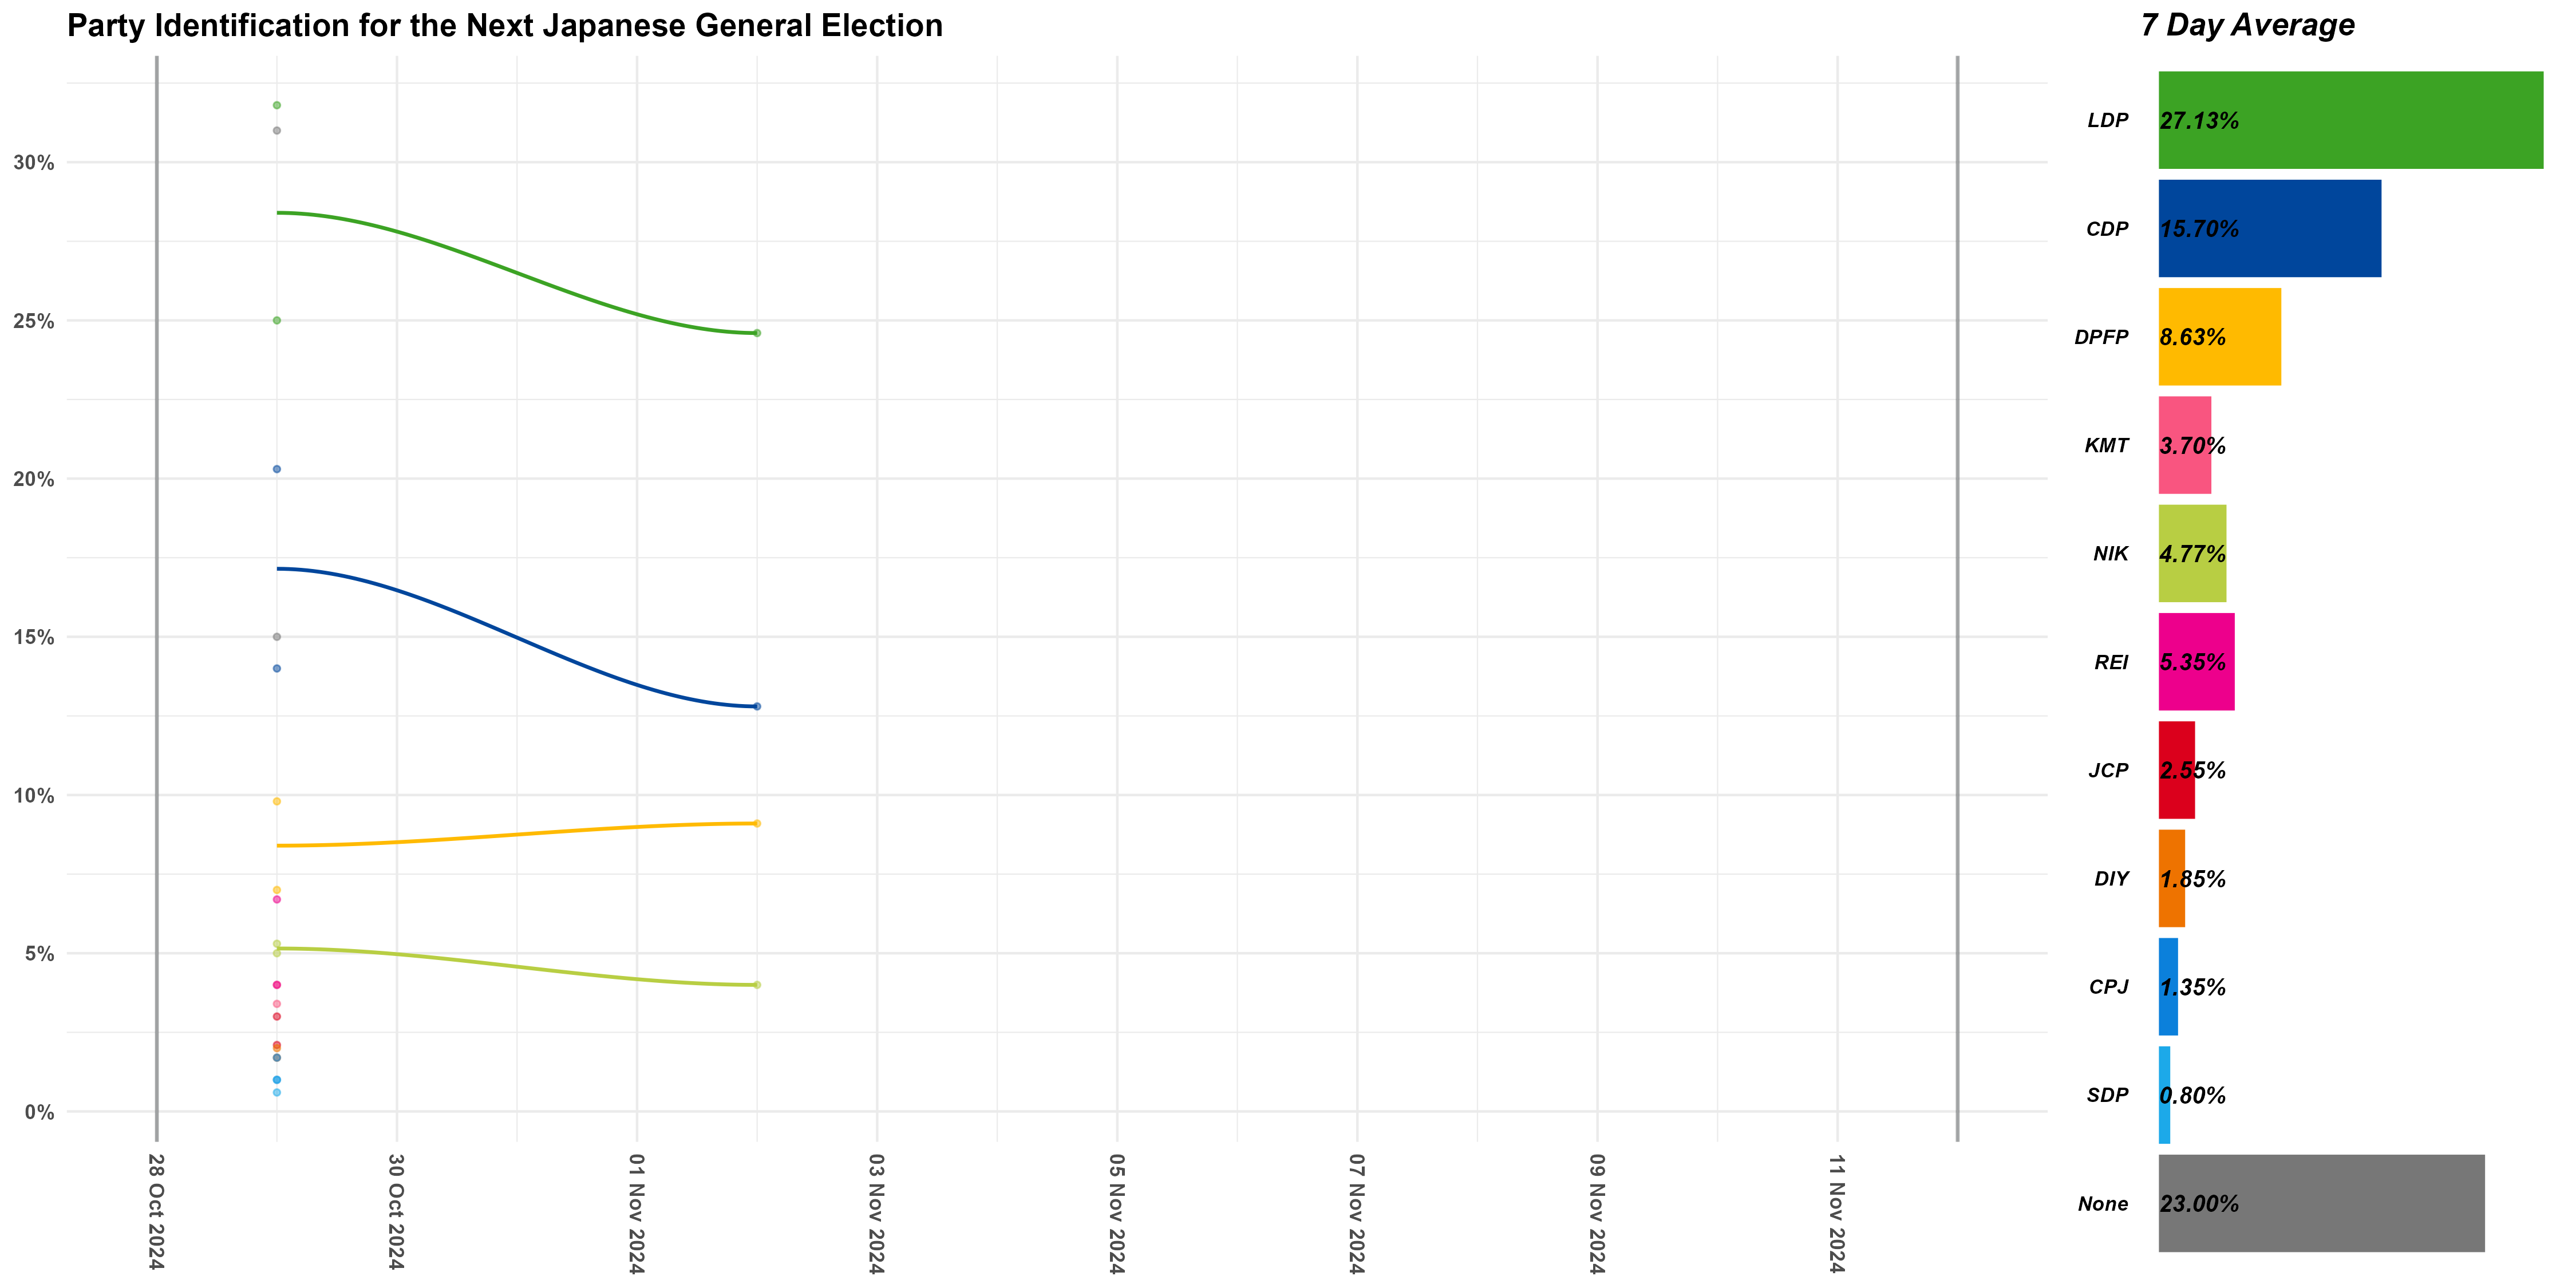 Party Identification for the Next Japanese General Election
30%
25%
20%
15%
10%
5%
0%
28 Oct 2024
30 Oct 2024
01 Nov 2024
03 Nov 2024
05 Nov 2024
07 Nov 2024
09 Nov 2024
11 Nov 2024
7 Day Average
LDP 27.13%
CDP 15.70%
DPFP 8.63%
KMT 3.70%
NIK 4.77%
REI 5.35%
JCP 2.55%
DIY 1.85%
CPJ 1.35%
SDP 0.80%
None 23.00%